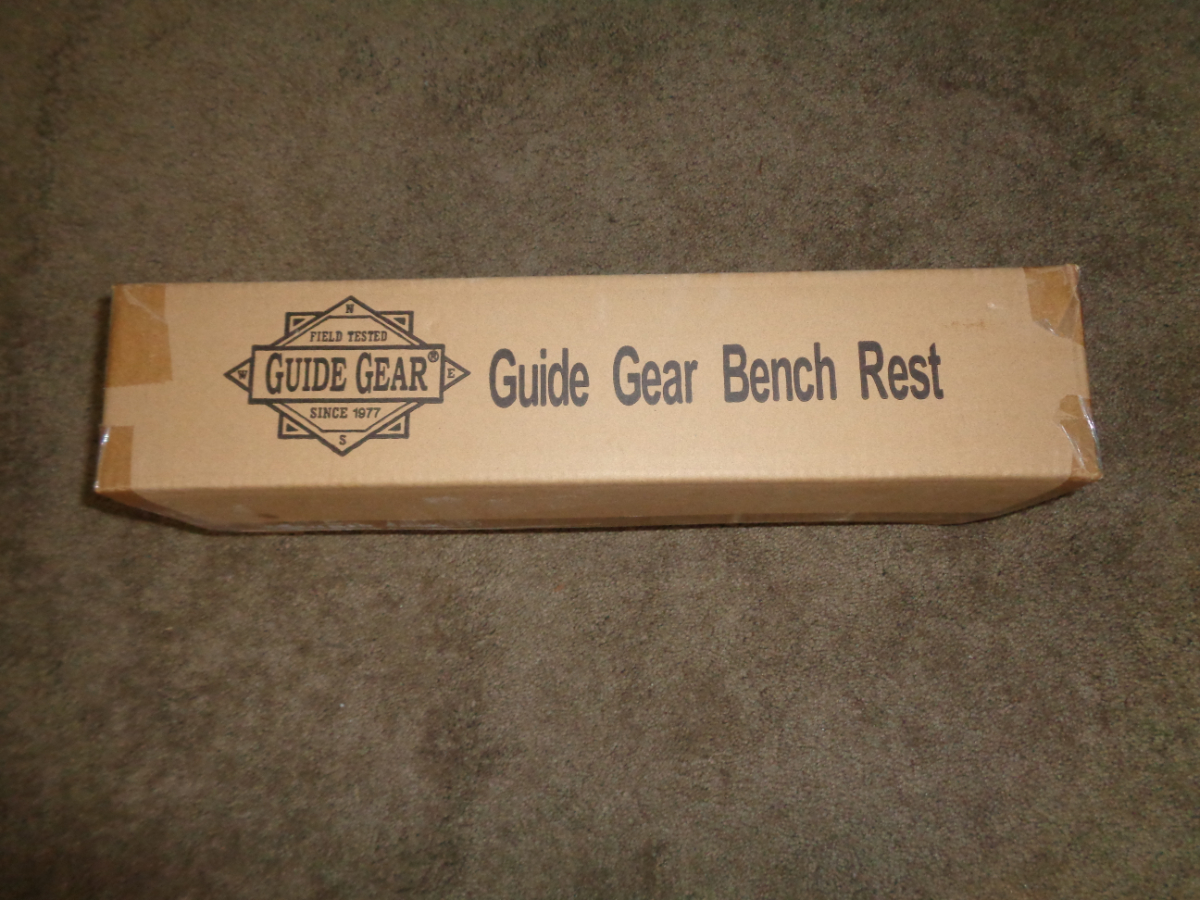 N
FIELD TESTED
W GUIDE GEAR® E
SINCE 1977
S
Guide Gear Bench Rest